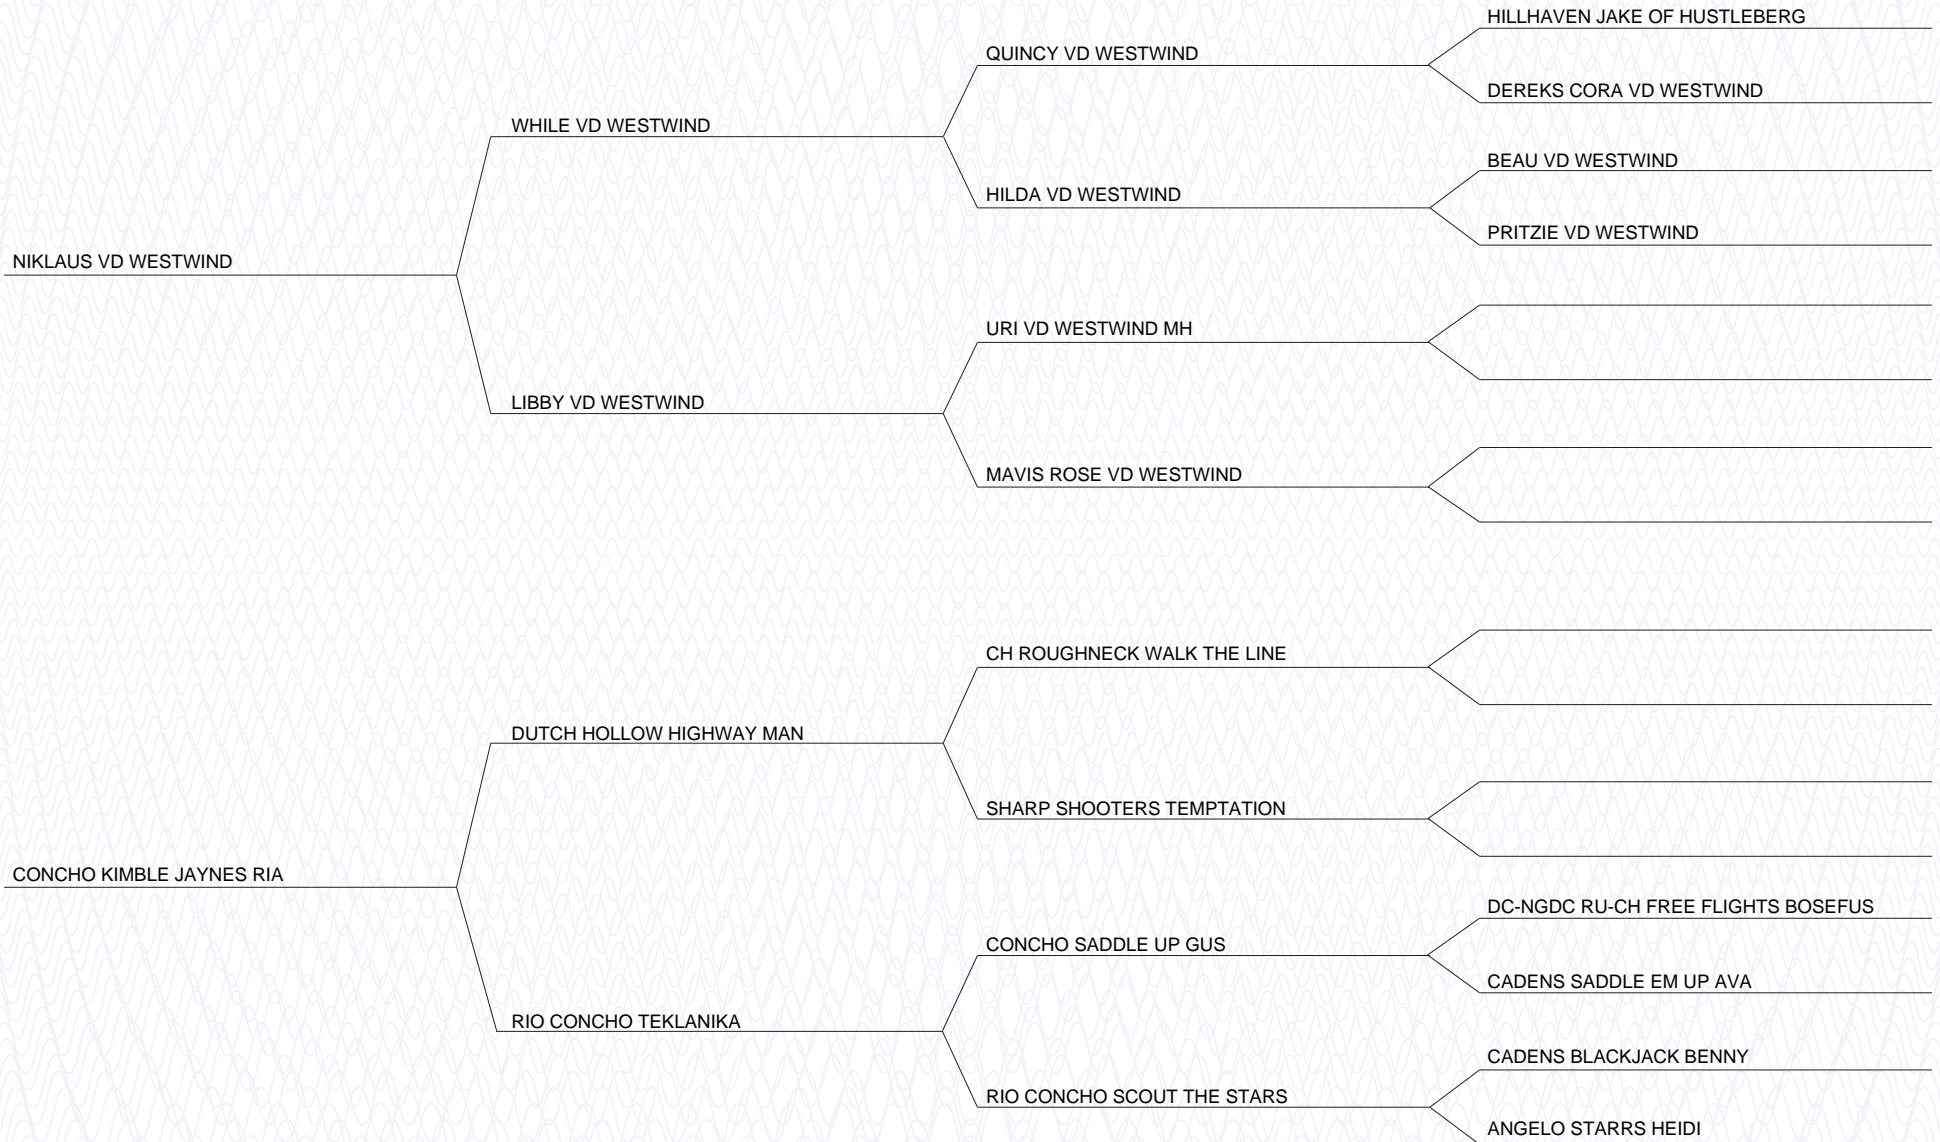 HILLHAVEN JAKE OF HUSTLEBERG
QUINCY VD WESTWIND
DEREKS CORA VD WESTWIND
WHILE VD WESTWIND
BEAU VD WESTWIND
HILDA VD WESTWIND
PRITZIE VD WESTWIND
NIKLAUS VD WESTWIND
URI VD WESTWIND MH
LIBBY VD WESTWIND
MAVIS ROSE VD WESTWIND
CH ROUGHNECK WALK THE LINE
DUTCH HOLLOW HIGHWAY MAN
SHARP SHOOTERS TEMPTATION
CONCHO KIMBLE JAYNES RIA
DC-NGDC RU-CH FREE FLIGHTS BOSEFUS
CONCHO SADDLE UP GUS
CADENS SADDLE EM UP AVA
RIO CONCHO TEKLANIKA
CADENS BLACKJACK BENNY
RIO CONCHO SCOUT THE STARS
ANGELO STARRS HEIDI